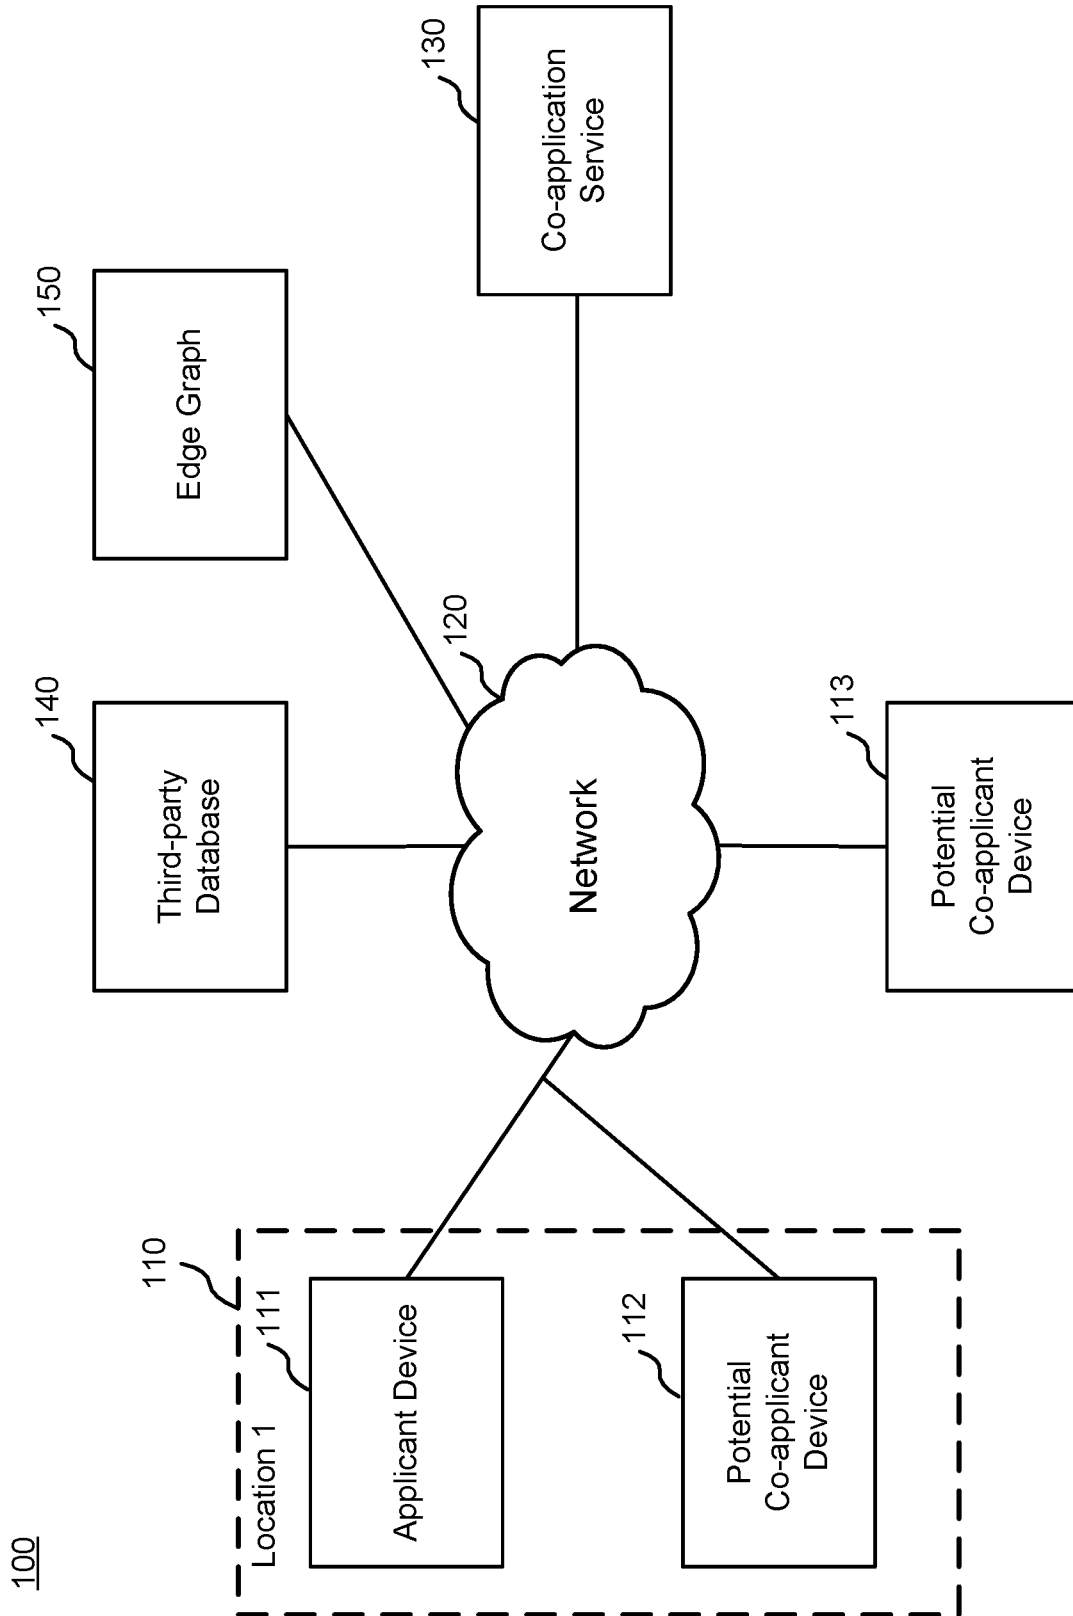 100
110
Location 1
111
Applicant Device
112
Potential
Co-applicant
Device
120
Network
140
Third-party
Database
150
Edge Graph
130
Co-application
Service
113
Potential
Co-applicant
Device